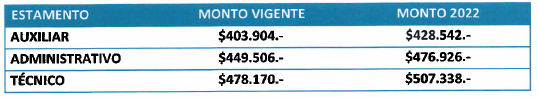 ESTAMENTO MONTO VIGENTE MONTO 2022
AUXILIAR $403.904.- $428.542.-
ADMINISTRATIVO $449.506.- $476.926.-
TÉCNICO $478.170.- $507.338.-